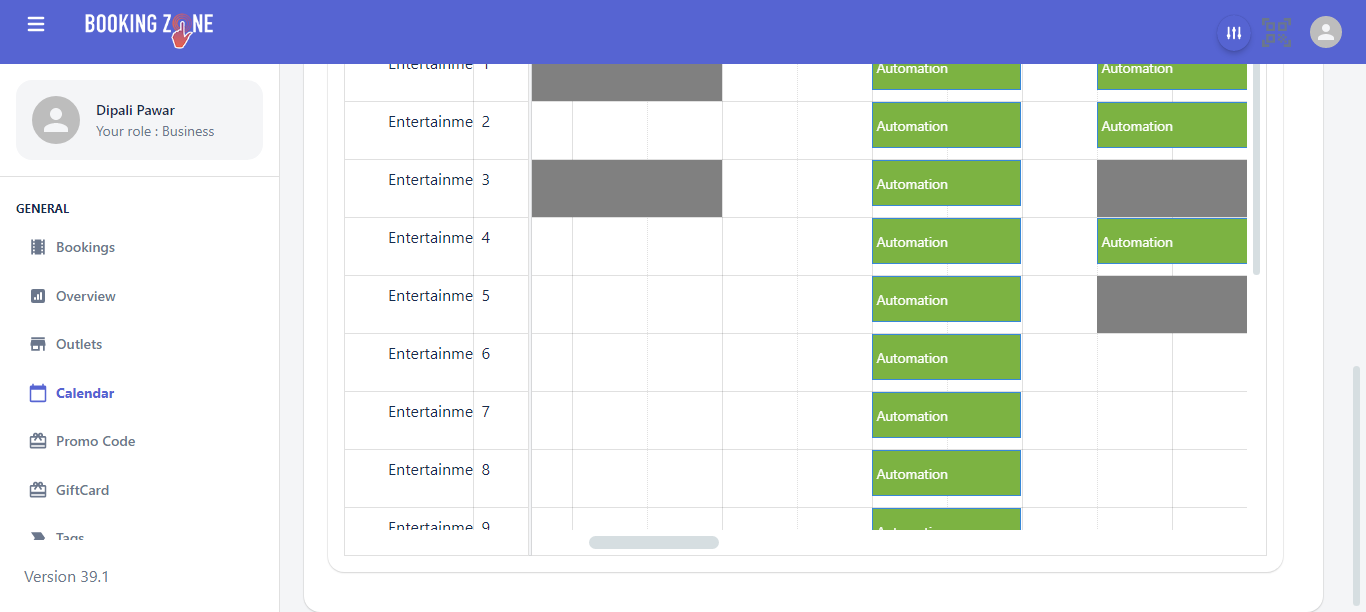 BOOKING ZONE
Dipali Pawar
Your role : Business
GENERAL
Bookings
Overview
Outlets
Calendar
Promo Code
GiftCard
Tags
Version 39.1
Entertainme 1 Automation Automation
Entertainme 2 Automation Automation
Entertainme 3 Automation
Entertainme 4 Automation Automation
Entertainme 5 Automation
Entertainme 6 Automation
Entertainme 7 Automation
Entertainme 8 Automation
Entertainme 9 Automation